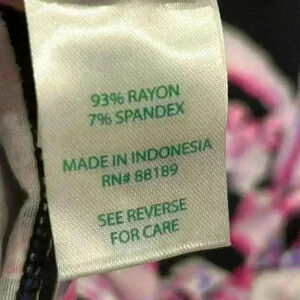 93% RAYON
7% SPANDEX
MADE IN INDONESIA
RN# 88189
SEE REVERSE
FOR CARE